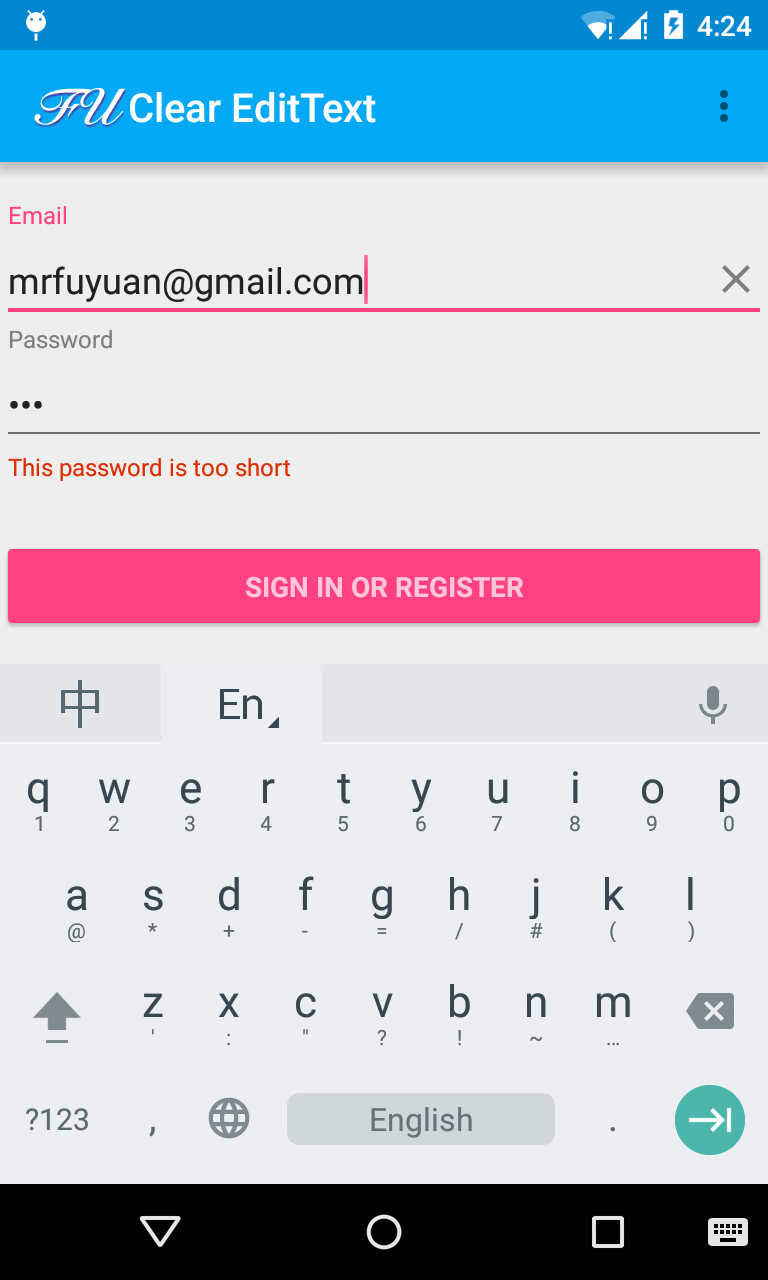 4:24
FU Clear EditText
Email
mrfuyuan@gmail.com
Password
•••
This password is too short
SIGN IN OR REGISTER
中 En
q w e r t y u i o p
1 2 3 4 5 6 7 8 9 0
a s d f g h j k l
@ * + - = / # ( )
z x c v b n m
' : " ? ! ~ …
?123 , English .